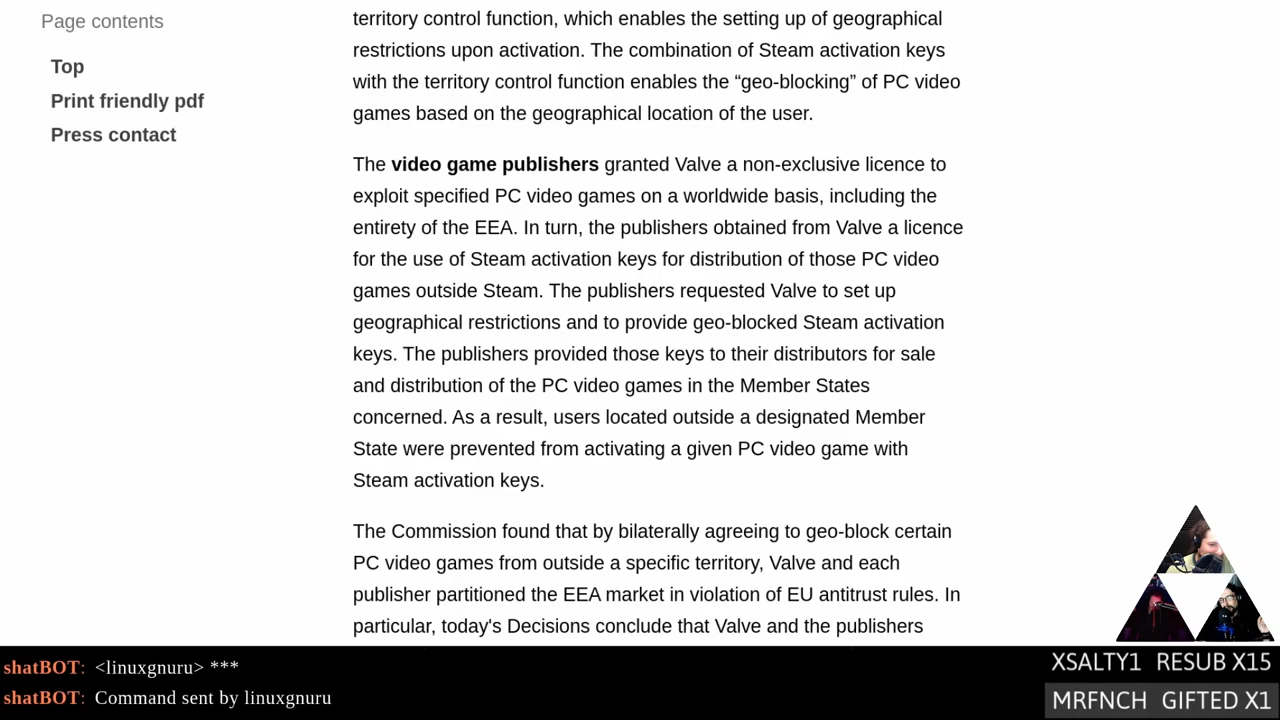 Page contents
Top
Print friendly pdf
Press contact
territory control function, which enables the setting up of geographical
restrictions upon activation. The combination of Steam activation keys
with the territory control function enables the “geo-blocking” of PC video
games based on the geographical location of the user.
The video game publishers granted Valve a non-exclusive licence to
exploit specified PC video games on a worldwide basis, including the
entirety of the EEA. In turn, the publishers obtained from Valve a licence
for the use of Steam activation keys for distribution of those PC video
games outside Steam. The publishers requested Valve to set up
geographical restrictions and to provide geo-blocked Steam activation
keys. The publishers provided those keys to their distributors for sale
and distribution of the PC video games in the Member States
concerned. As a result, users located outside a designated Member
State were prevented from activating a given PC video game with
Steam activation keys.
The Commission found that by bilaterally agreeing to geo-block certain
PC video games from outside a specific territory, Valve and each
publisher partitioned the EEA market in violation of EU antitrust rules. In
particular, today's Decisions conclude that Valve and the publishers
shatBOT: <linuxgnuru> ***
shatBOT: Command sent by linuxgnuru
XSALTY1 RESUB X15
MRFNCH GIFTED X1